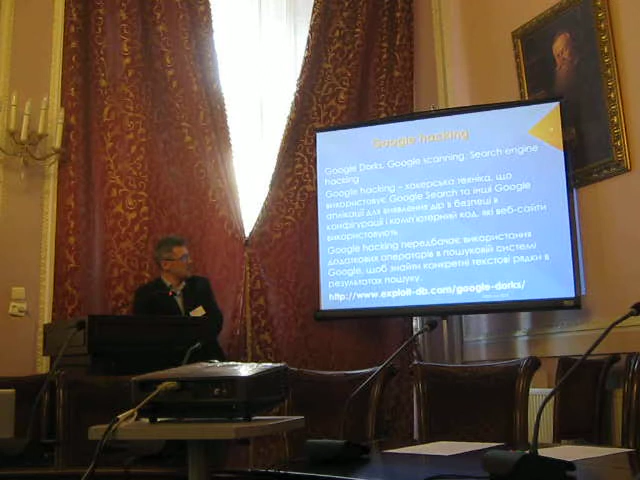 Google hacking
Google Dorks, Google scanning, Search engine
hacking
Google hacking – хакерська техніка, що
використовує Google Search та інші Google
аплікації для виявлення дір в безпеці в
конфігурації і комп'ютерний код, які веб-сайти
використовують
Google hacking передбачає використання
додаткових операторів в пошуковій системі
Google, щоб знайти конкретні текстові рядки в
результатах пошуку.
http://www.exploit-db.com/google-dorks/